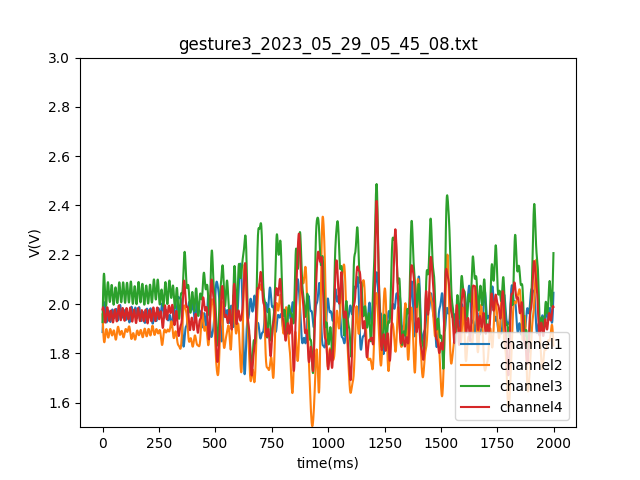 gesture3_2023_05_29_05_45_08.txt
V(V)
3.0
2.8
2.6
2.4
2.2
2.0
1.8
1.6
channel1
channel2
channel3
channel4
0 250 500 750 1000 1250 1500 1750 2000
time(ms)